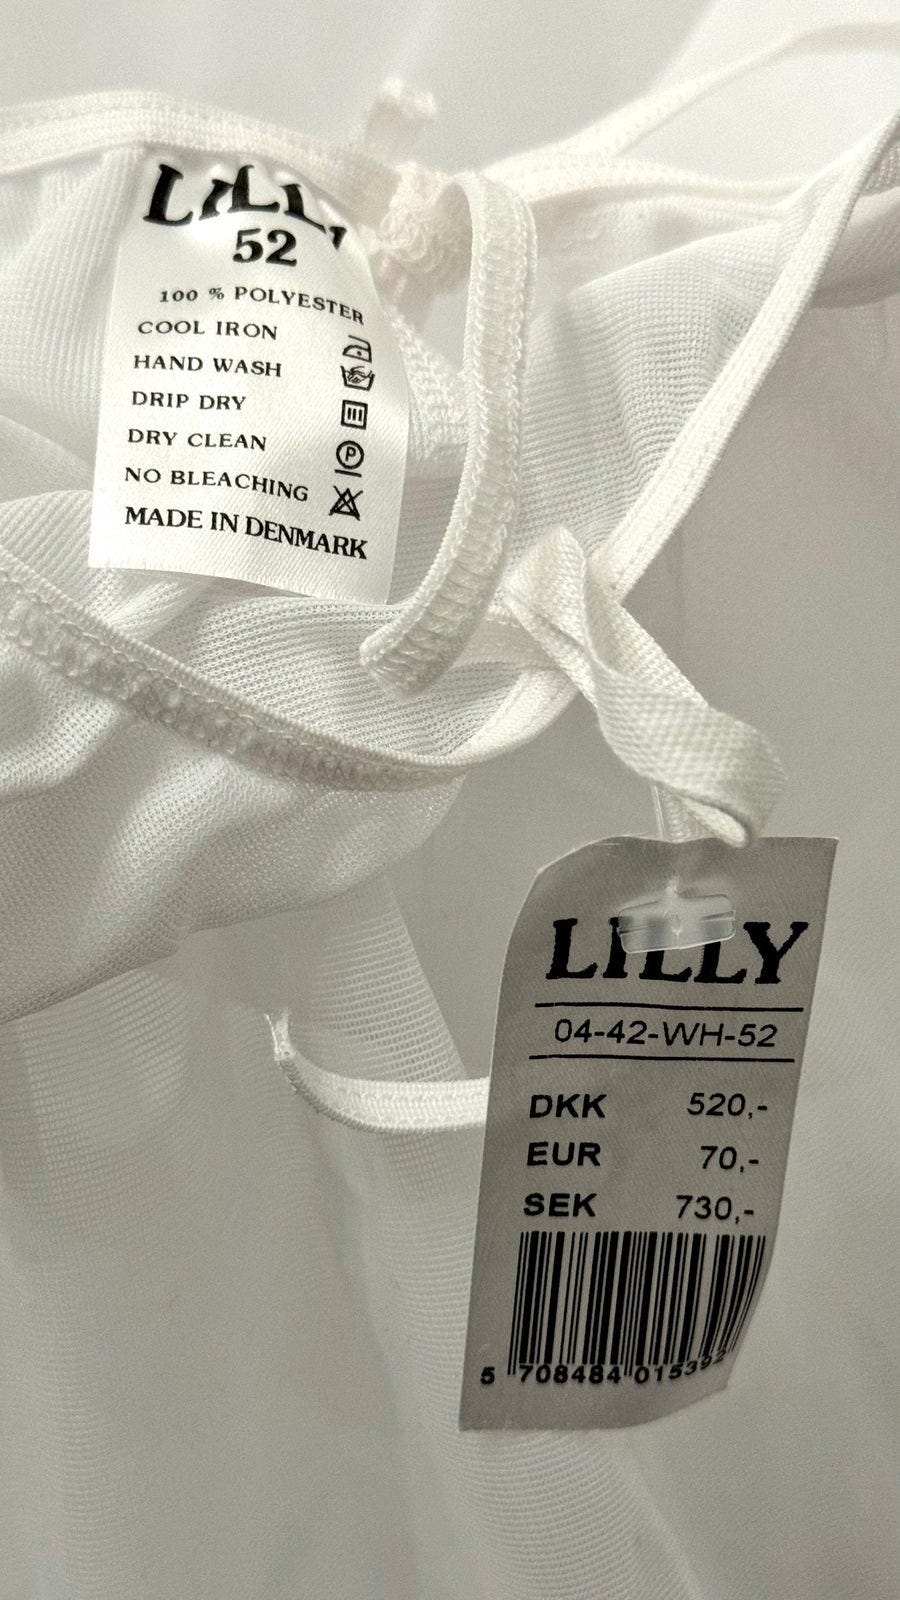 LILLY
52
100 % POLYESTER
COOL IRON
HAND WASH
DRIP DRY
DRY CLEAN
P
NO BLEACHING
MADE IN DENMARK
LILLY
04-42-WH-52
DKK 520,-
EUR 70,-
SEK 730,-
5 708484 015392